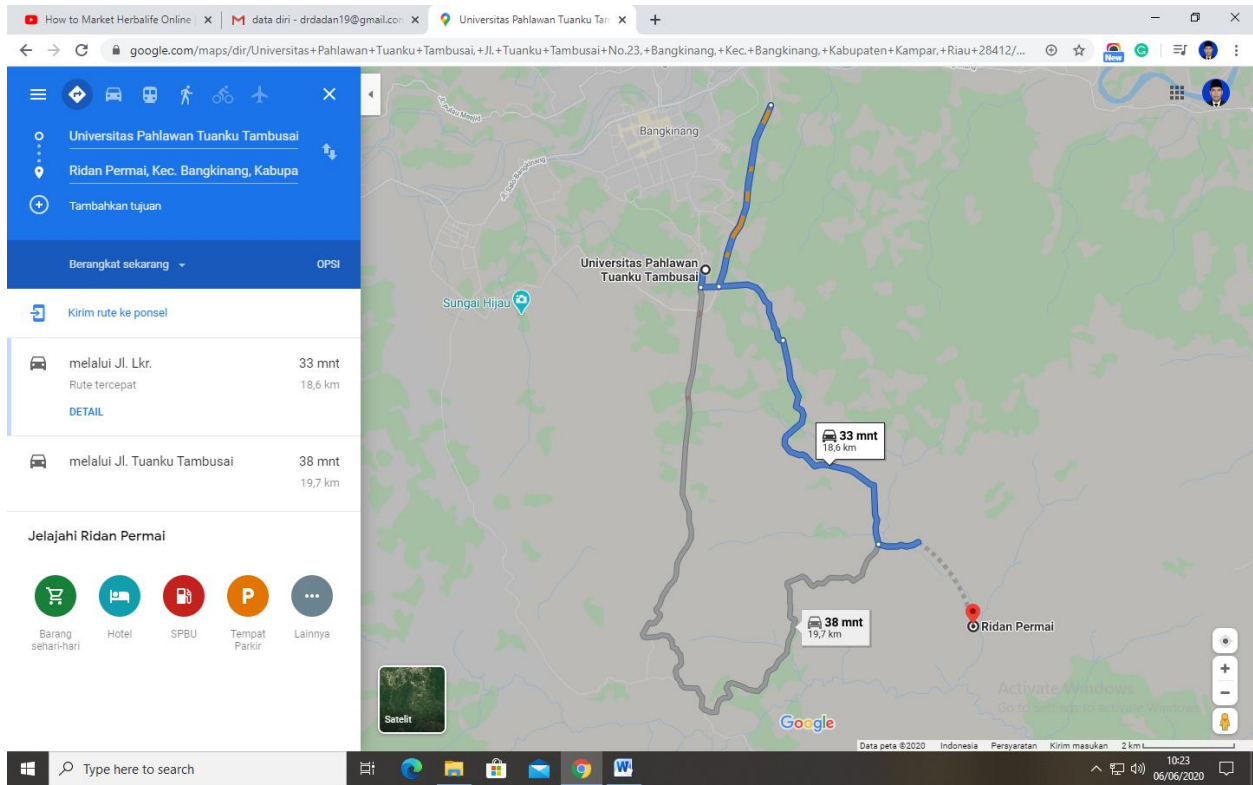 How to Market Herbalife Online
data diri - drdadan19@gmail.com
Universitas Pahlawan Tuanku Tam
google.com/maps/dir/Universitas+Pahlawan+Tuanku+Tambusai,+Jl.+Tuanku+Tambusai+No.23,+Bangkinang,+Kec.+Bangkinang,+Kabupaten+Kampar,+Riau+28412/...
New
Universitas Pahlawan Tuanku Tambusai
Ridan Permai, Kec. Bangkinang, Kabupa
Tambahkan tujuan
Berangkat sekarang
OPSI
Kirim rute ke ponsel
melalui Jl. Lkr.
33 mnt
Rute tercepat
18,6 km
DETAIL
melalui Jl. Tuanku Tambusai
38 mnt
19,7 km
Jelajahi Ridan Permai
P
Barang
sehari-hari
Hotel
SPBU
Tempat
Parkir
Lainnya
Bangkinang
Universitas Pahlawan
Tuanku Tambusai
Sungai Hijau
33 mnt
18,6 km
38 mnt
19,7 km
Ridan Permai
Satelit
Google
Activate Windows
Go to Settings to activate Windows.
Data peta ©2020 Indonesia Persyaratan Kirim masukan 2 km
Type here to search
W
10:23
06/06/2020